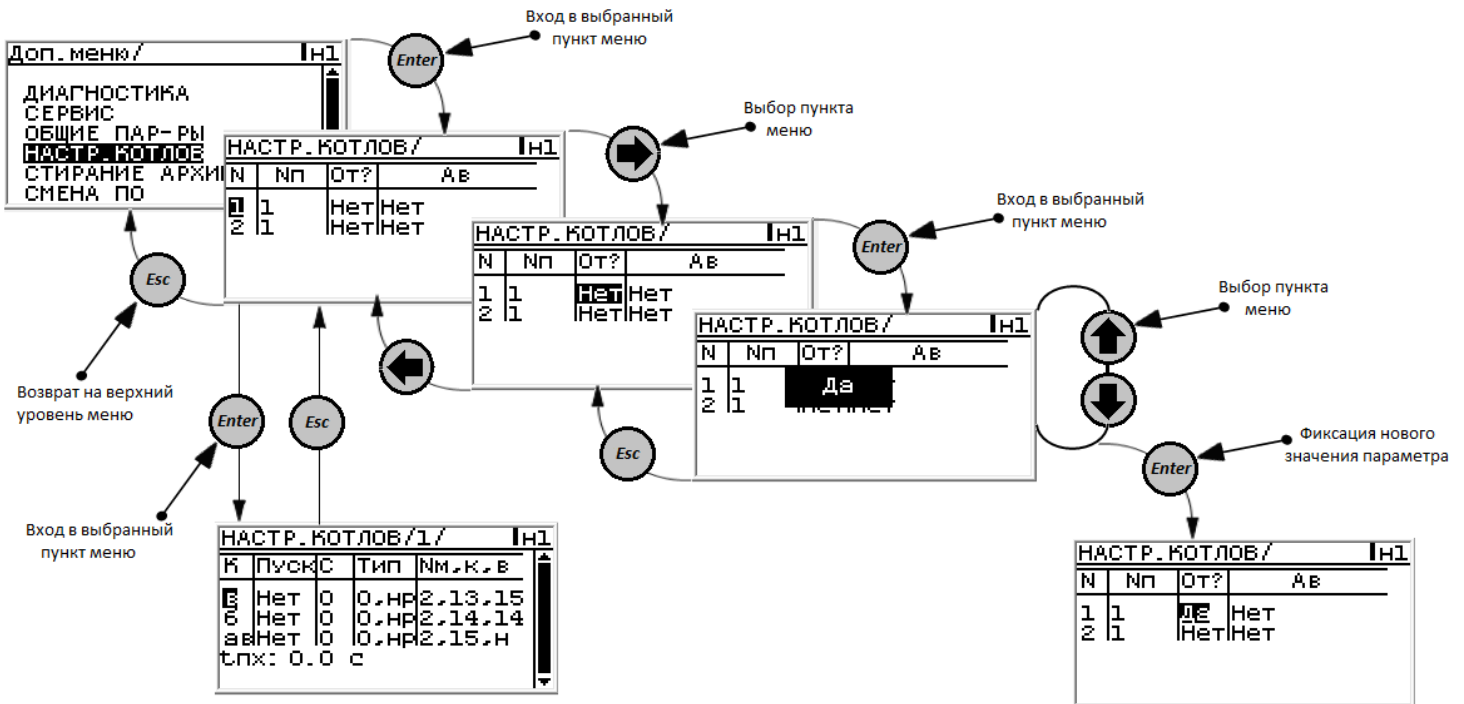 Вход в выбранный
пункт меню
Доп.меню/ н1
Enter
ДИАГНОСТИКА
СЕРВИС
ОБЩИЕ ПАР-РЫ
НАСТР.КОТЛОВ
СТИРАНИЕ АРХИ
СМЕНА ПО
Выбор пункта
меню
НАСТР.КОТЛОВ/ н1
N Nп От? Ав
1 1 Нет Нет
2 1 Нет Нет
Вход в выбранный
пункт меню
НАСТР.КОТЛОВ/ н1
N Nп От? Ав
1 1 Нет Нет
2 1 Нет Нет
Enter
Esc
Выбор пункта
меню
НАСТР.КОТЛОВ/ н1
N Nп От? Ав
1 1 Да
2 1
Возврат на верхний
уровень меню
Enter
Esc
Esc
Фиксация нового
значения параметра
Enter
Вход в выбранный
пункт меню
НАСТР.КОТЛОВ/1/ н1
К Пуск С Тип Nм,к,в
в Нет 0 0,нр 2,13,15
б Нет 0 0,нр 2,14,14
ав Нет 0 0,нр 2,15,н
tпх: 0.0 с
НАСТР.КОТЛОВ/ н1
N Nп От? Ав
1 1 Да Нет
2 1 Нет Нет